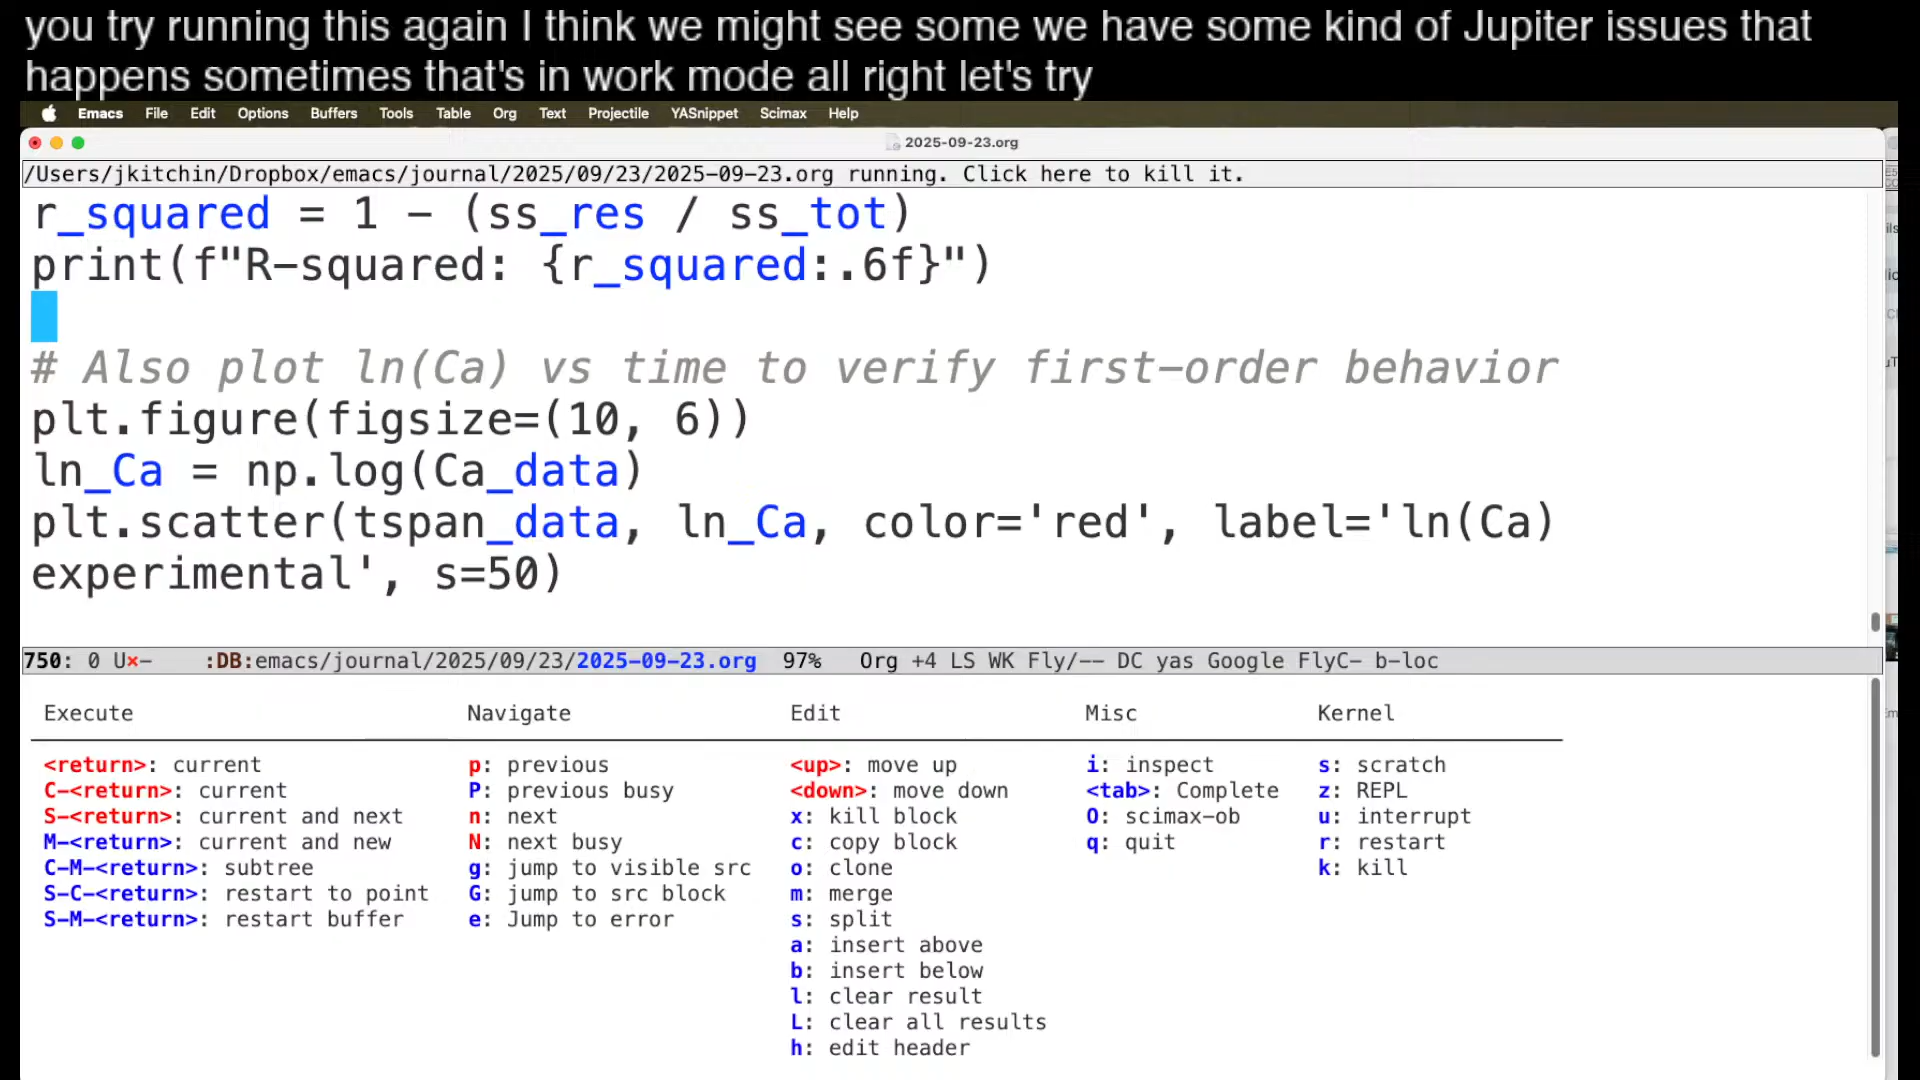 you try running this again I think we might see some we have some kind of Jupiter issues that
happens sometimes that's in work mode all right let's try
Emacs File Edit Options Buffers Tools Table Org Text Projectile YASnippet Scimax Help
2025-09-23.org
/Users/jkitchin/Dropbox/emacs/journal/2025/09/23/2025-09-23.org running. Click here to kill it.
r_squared = 1 - (ss_res / ss_tot)
print(f"R-squared: {r_squared:.6f}")
# Also plot ln(Ca) vs time to verify first-order behavior
plt.figure(figsize=(10, 6))
ln_Ca = np.log(Ca_data)
plt.scatter(tspan_data, ln_Ca, color='red', label='ln(Ca)
experimental', s=50)
750: 0 U×- :DB:emacs/journal/2025/09/23/2025-09-23.org 97% Org +4 LS WK Fly/-- DC yas Google FlyC- b-loc
Execute Navigate Edit Misc Kernel
<return>: current p: previous <up>: move up i: inspect s: scratch
C-<return>: current P: previous busy <down>: move down <tab>: Complete z: REPL
S-<return>: current and next n: next x: kill block O: scimax-ob u: interrupt
M-<return>: current and new N: next busy c: copy block q: quit r: restart
C-M-<return>: subtree g: jump to visible src o: clone k: kill
S-C-<return>: restart to point G: jump to src block m: merge
S-M-<return>: restart buffer e: Jump to error s: split
a: insert above
b: insert below
l: clear result
L: clear all results
h: edit header